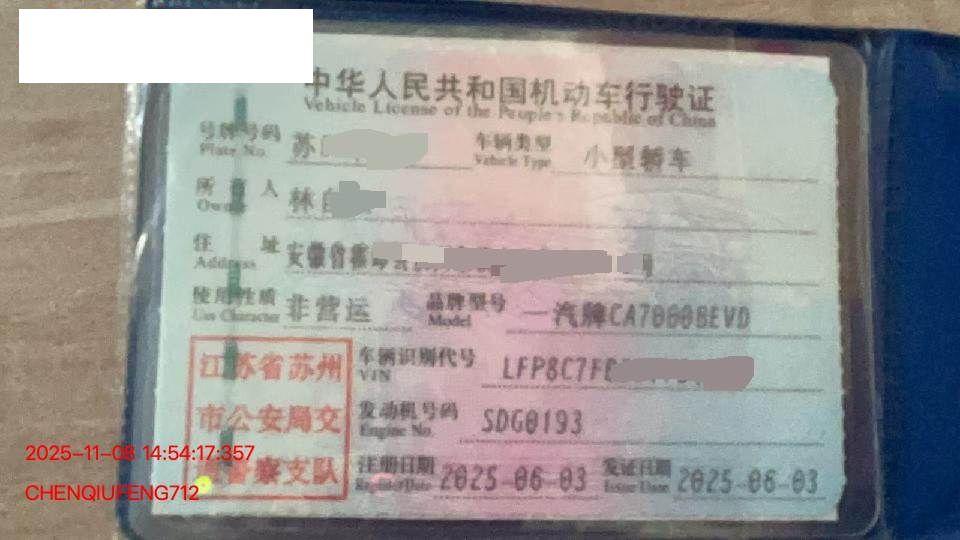 中华人民共和国机动车行驶证
Vehicle License of the People's Republic of China
号牌号码 苏 车辆类型 小型轿车
Plate No. Vehicle Type
所有人 林
Owner
住址 安徽省
Address
使用性质 非营运 品牌型号 一汽牌CA7000BEVD
Use Character Model
江苏省苏州 车辆识别代号 LFP8C7F
VIN
市公安局交 发动机号码 SDG0193
Engine No.
警察支队 注册日期 2025-06-03 发证日期 2025-06-03
Register Date Issue Date
2025-11-08 14:54:17:357
CHENQIUFENG712